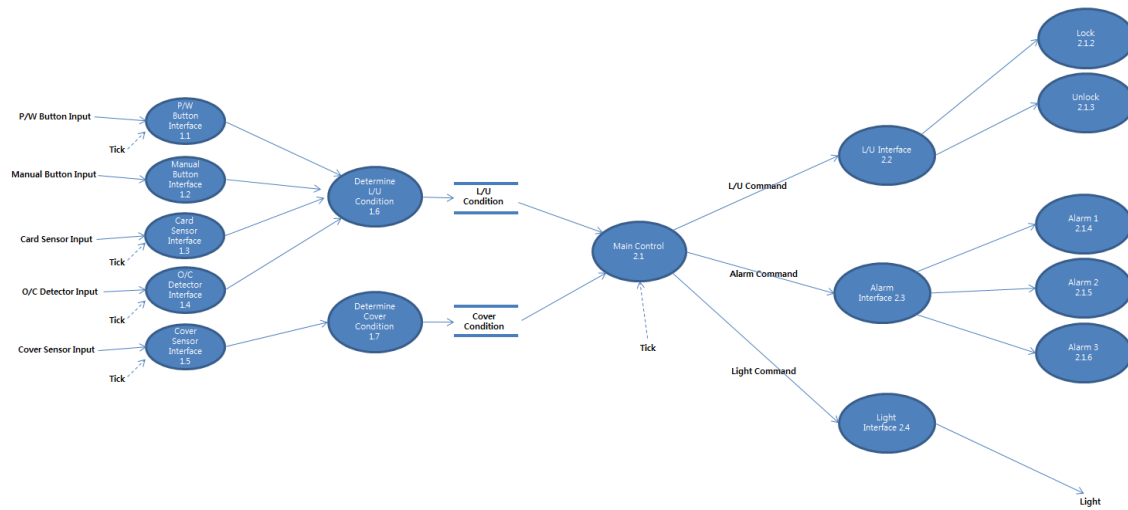 P/W Button Input
Tick
Manual Button Input
Card Sensor Input
Tick
O/C Detector Input
Tick
Cover Sensor Input
Tick
P/W
Button
Interface
1.1
Manual
Button
Interface
1.2
Card
Sensor
Interface
1.3
O/C
Detector
Interface
1.4
Cover
Sensor
Interface
1.5
Determine
L/U
Condition
1.6
Determine
Cover
Condition
1.7
L/U
Condition
Cover
Condition
Main Control
2.1
Tick
L/U Command
Alarm Command
Light Command
L/U Interface
2.2
Alarm
Interface 2.3
Light
Interface 2.4
Lock
2.1.2
Unlock
2.1.3
Alarm 1
2.1.4
Alarm 2
2.1.5
Alarm 3
2.1.6
Light